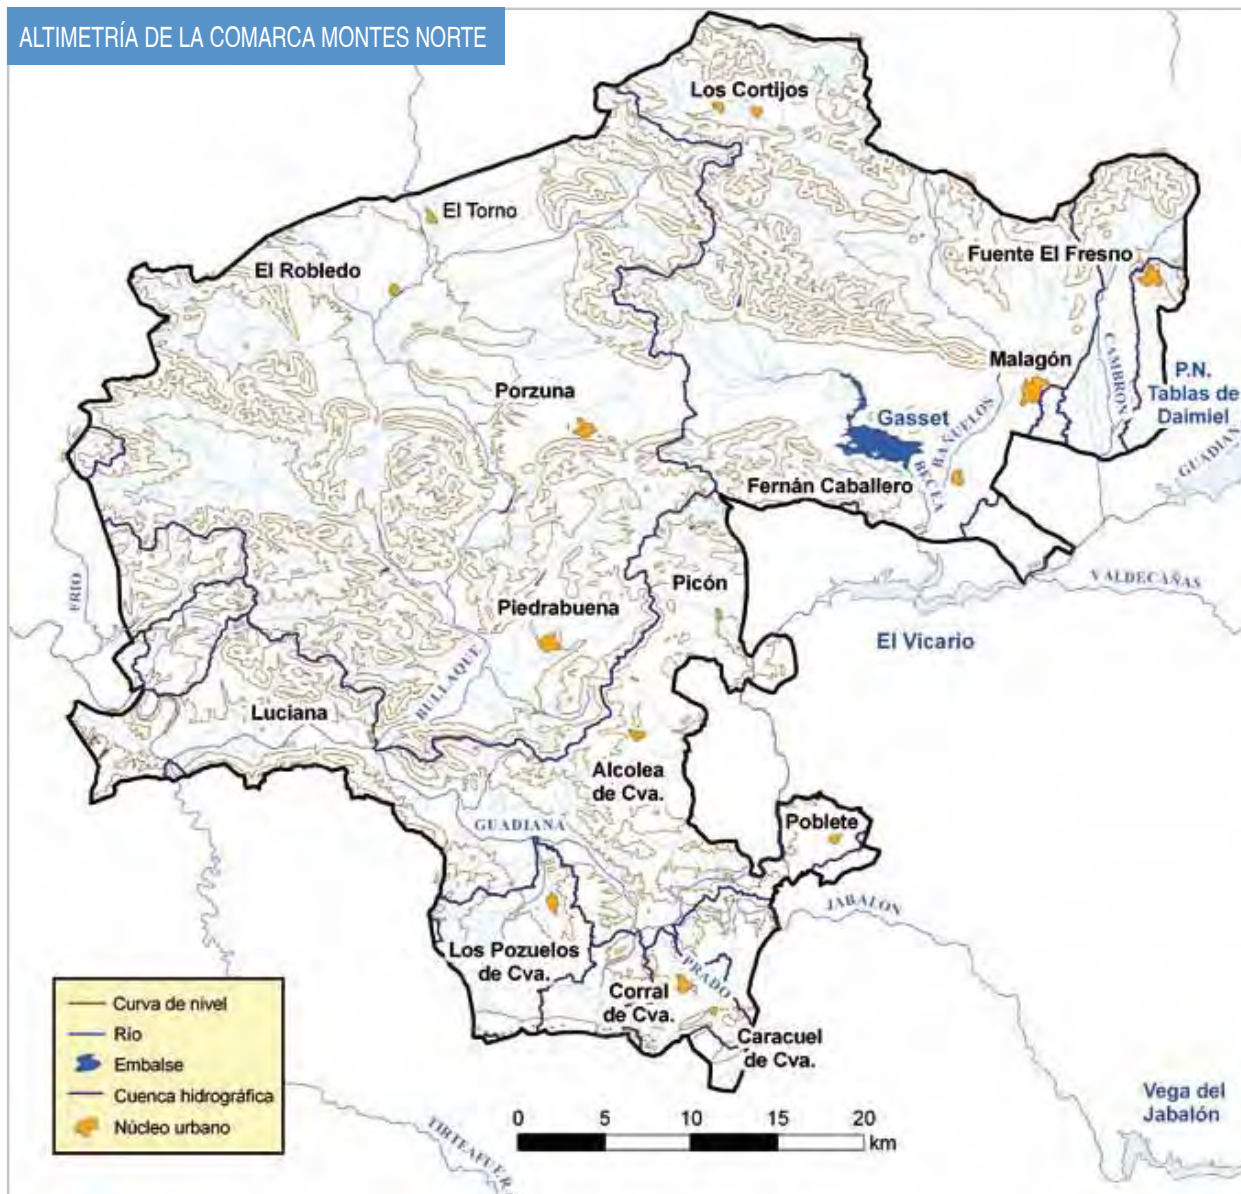 ALTIMETRÍA DE LA COMARCA MONTES NORTE
Los Cortijos
El Torno
El Robledo
Fuente El Fresno
Malagón
CAMBRON
P.N.
Tablas de
Daimiel
Porzuna
Gasset
BAÑUELOS
BECEA
GUADIANA
Fernán Caballero
Picón
VALDECAÑAS
FRIO
Piedrabuena
El Vicario
BULLAQUE
Luciana
Alcolea
de Cva.
Poblete
GUADIANA
JABALON
Los Pozuelos
de Cva.
PRADO
Corral
de Cva.
Caracuel
de Cva.
Curva de nivel
Río
Embalse
Cuenca hidrográfica
Núcleo urbano
0 5 10 15 20
km
Vega del
Jabalón
TIRTEAFUER